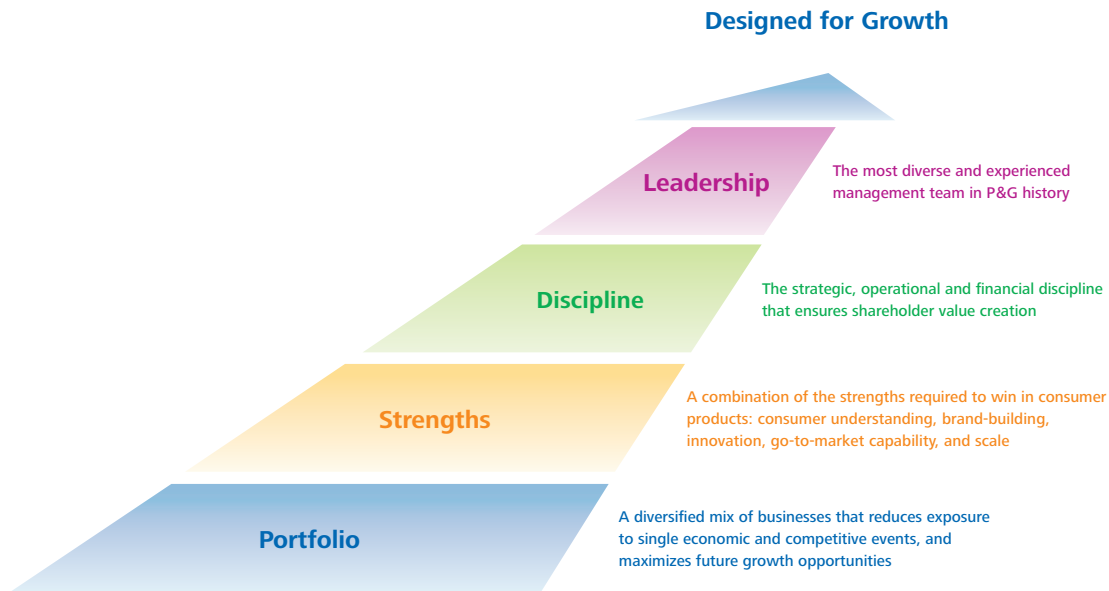 Designed for Growth
Leadership
The most diverse and experienced
management team in P&G history
Discipline
The strategic, operational and financial discipline
that ensures shareholder value creation
Strengths
A combination of the strengths required to win in consumer
products: consumer understanding, brand-building,
innovation, go-to-market capability, and scale
Portfolio
A diversified mix of businesses that reduces exposure
to single economic and competitive events, and
maximizes future growth opportunities